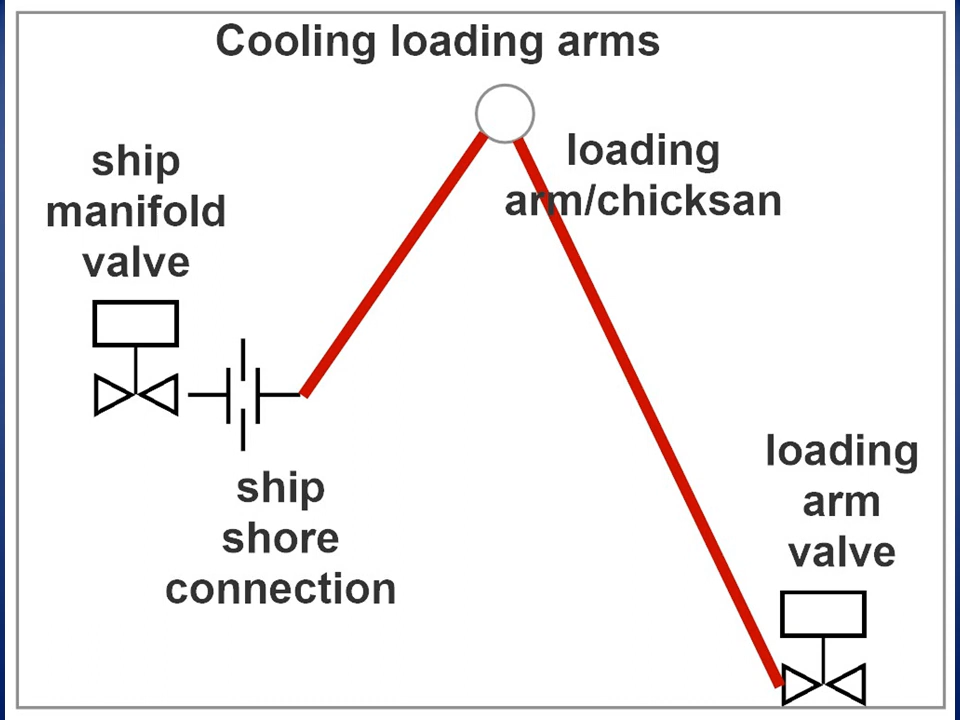 Cooling loading arms
ship
manifold
valve
loading
arm/chicksan
ship
shore
connection
loading
arm
valve